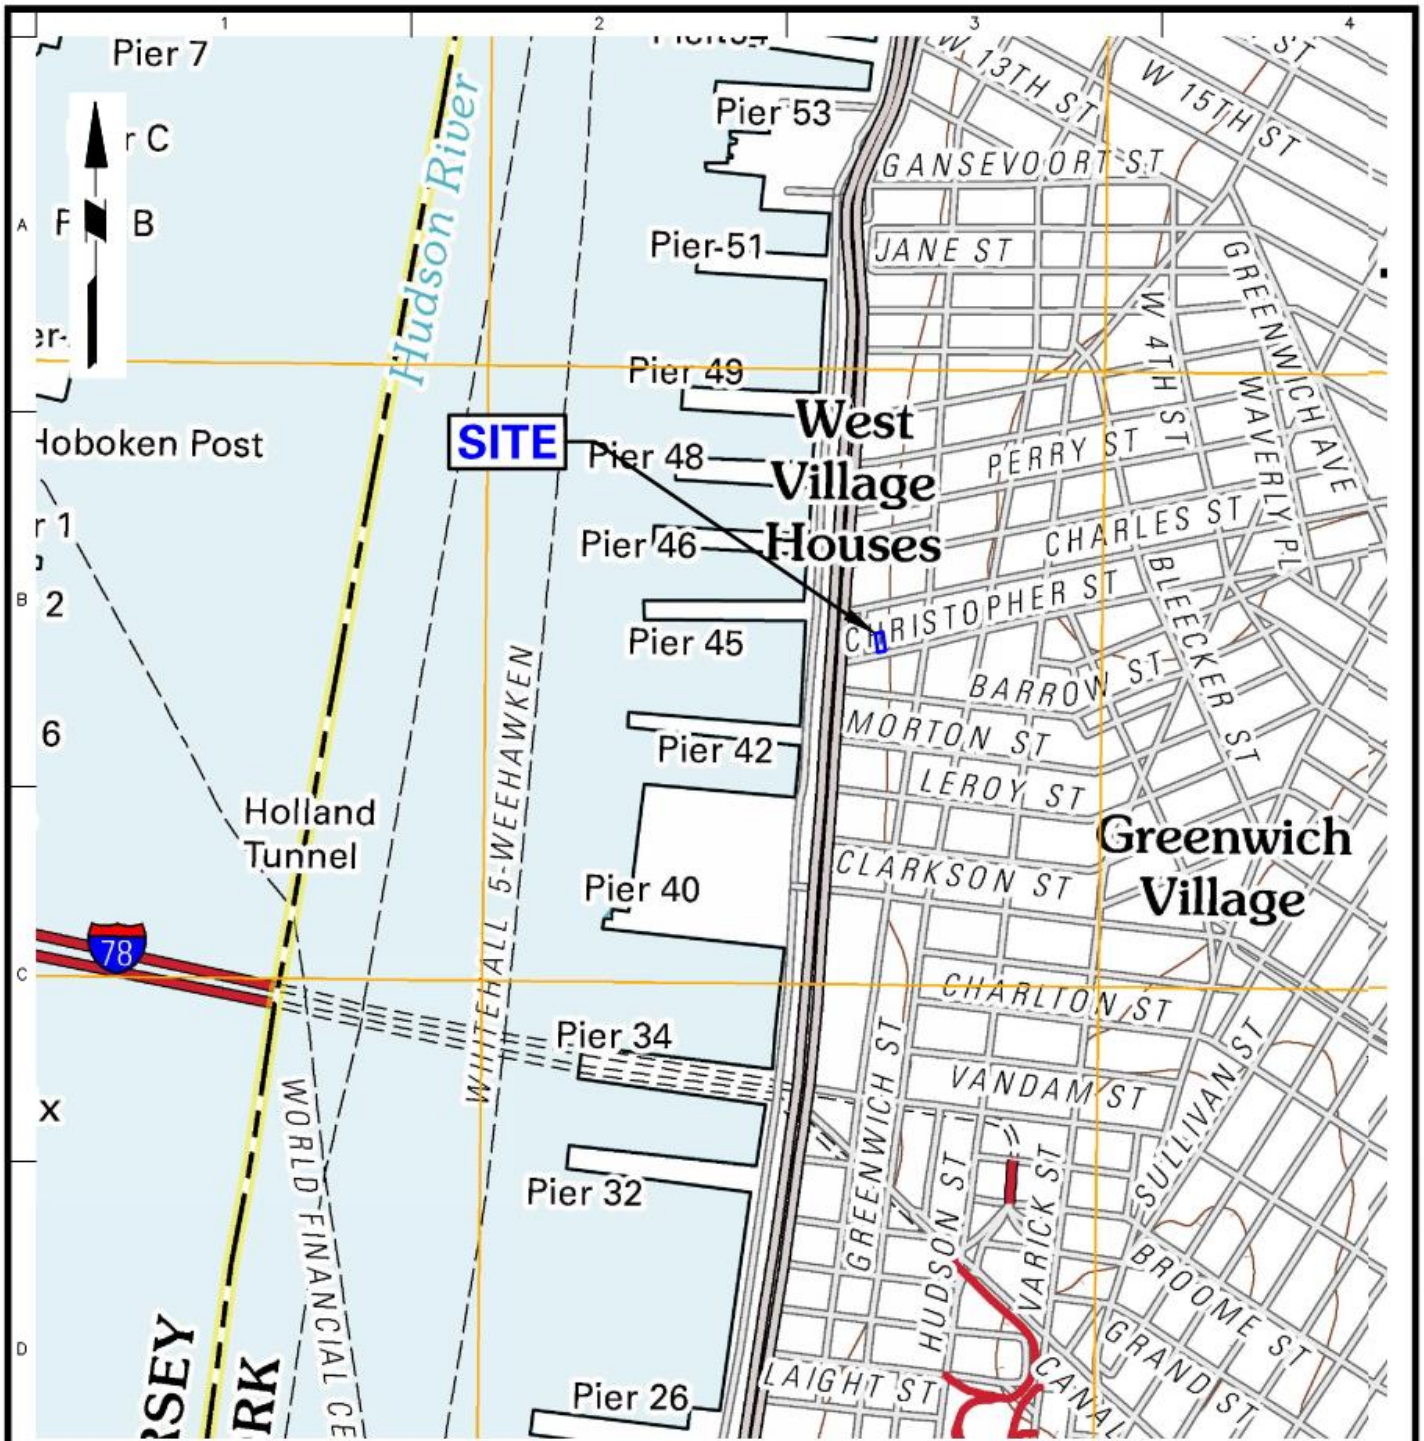 1 2 3 4
Pier 7
Hudson River
Pier 53
W 13TH ST
W 15TH ST
ST
r C
GANSEVOORT ST
A
B
Pier-51
JANE ST
GREENWICH AVE
W 4TH ST
er-
Pier 49
WAVERLY PL
West
Village
Houses
SITE
Hoboken Post
Pier 48
PERRY ST
r 1
Pier 46
CHARLES ST
B
2
CHRISTOPHER ST
BLEECKER ST
Pier 45
BARROW ST
6
MORTON ST
Pier 42
WHITEHALL 5-WEEHAWKEN
LEROY ST
Holland
Tunnel
Greenwich
Village
CLARKSON ST
Pier 40
78
C
CHARLTON ST
Pier 34
x
VANDAM ST
GREENWICH ST
SULLIVAN ST
WORLD FINANCIAL CE
Pier 32
HUDSON ST
VARICK ST
BROOME ST
D
RSEY
RK
GRAND ST
LAIGHT ST
CANAL
Pier 26